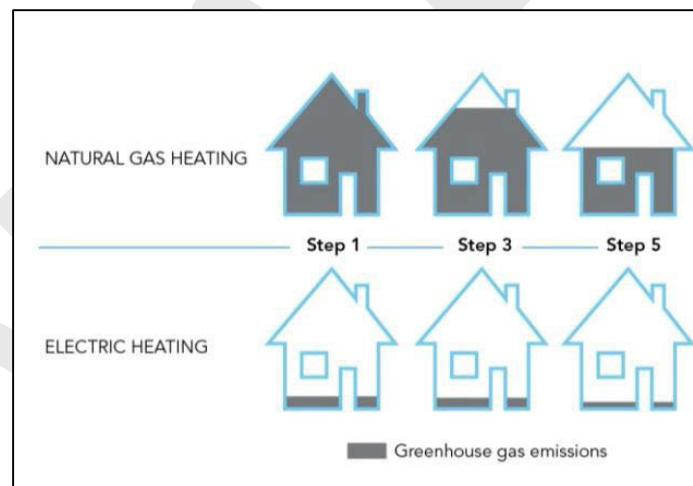 NATURAL GAS HEATING
Step 1 Step 3 Step 5
ELECTRIC HEATING
Greenhouse gas emissions